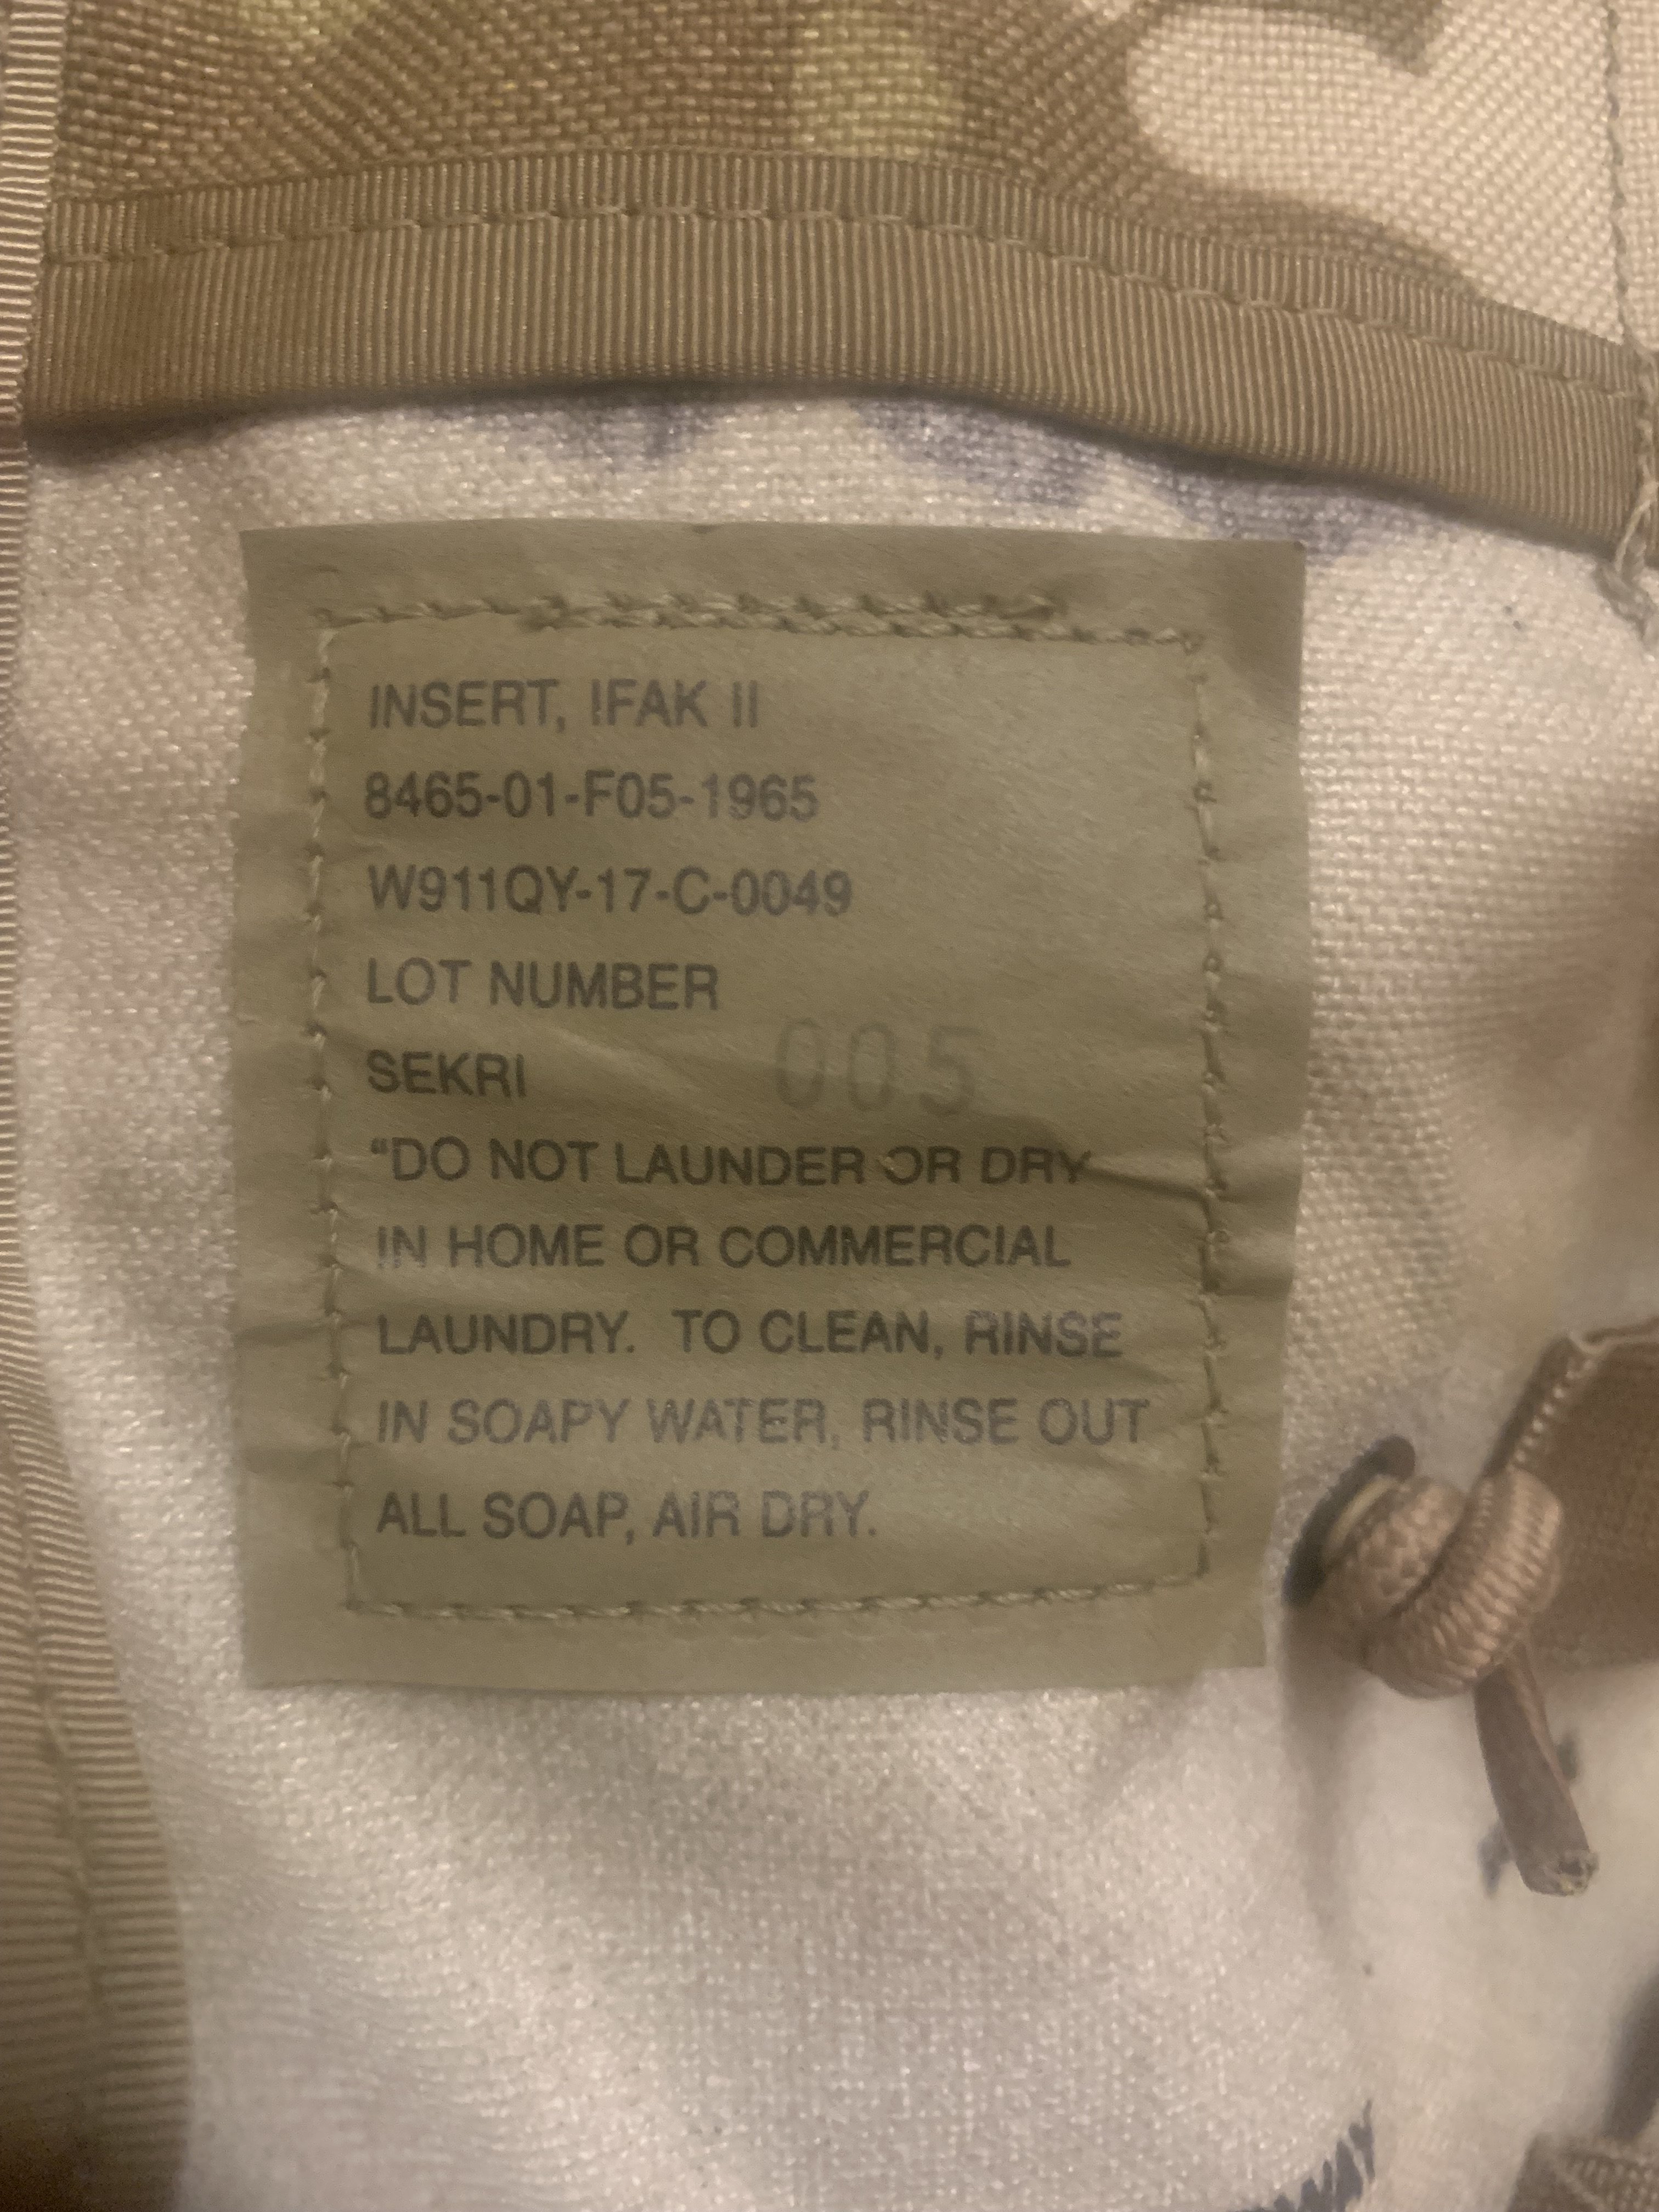 INSERT, IFAK II
8465-01-F05-1965
W911QY-17-C-0049
LOT NUMBER
SEKRI 005
“DO NOT LAUNDER OR DRY
IN HOME OR COMMERCIAL
LAUNDRY. TO CLEAN, RINSE
IN SOAPY WATER, RINSE OUT
ALL SOAP, AIR DRY.